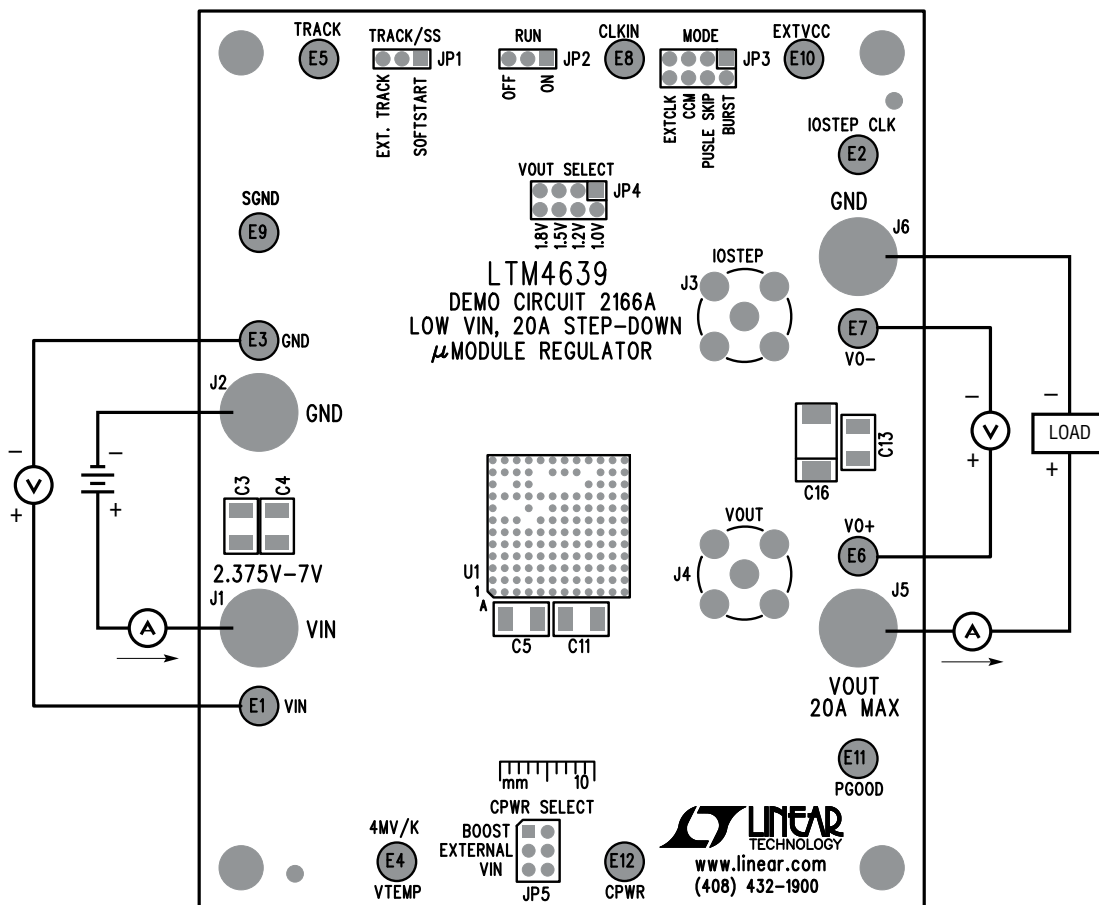 TRACK
E5
TRACK/SS
JP1
EXT. TRACK
SOFTSTART
RUN
JP2
OFF
ON
CLKIN
E8
MODE
JP3
EXTCLK
CCM
PUSLE SKIP
BURST
EXTVCC
E10
IOSTEP CLK
E2
VOUT SELECT
JP4
1.8V
1.5V
1.2V
1.0V
SGND
E9
GND
J6
LTM4639
DEMO CIRCUIT 2166A
LOW VIN, 20A STEP-DOWN
µMODULE REGULATOR
IOSTEP
J3
E3
GND
E7
VO-
J2
GND
−
V
+
−
+
C3
C4
2.375V-7V
J1
VIN
A
E1
VIN
U1
1
A
C5
C11
C16
C13
−
V
+
−
LOAD
+
VOUT
J4
VO+
E6
J5
A
VOUT
20A MAX
E11
PGOOD
mm
10
CPWR SELECT
BOOST
EXTERNAL
VIN
JP5
4MV/K
E4
VTEMP
E12
CPWR
LINEAR
TECHNOLOGY
www.linear.com
(408) 432-1900